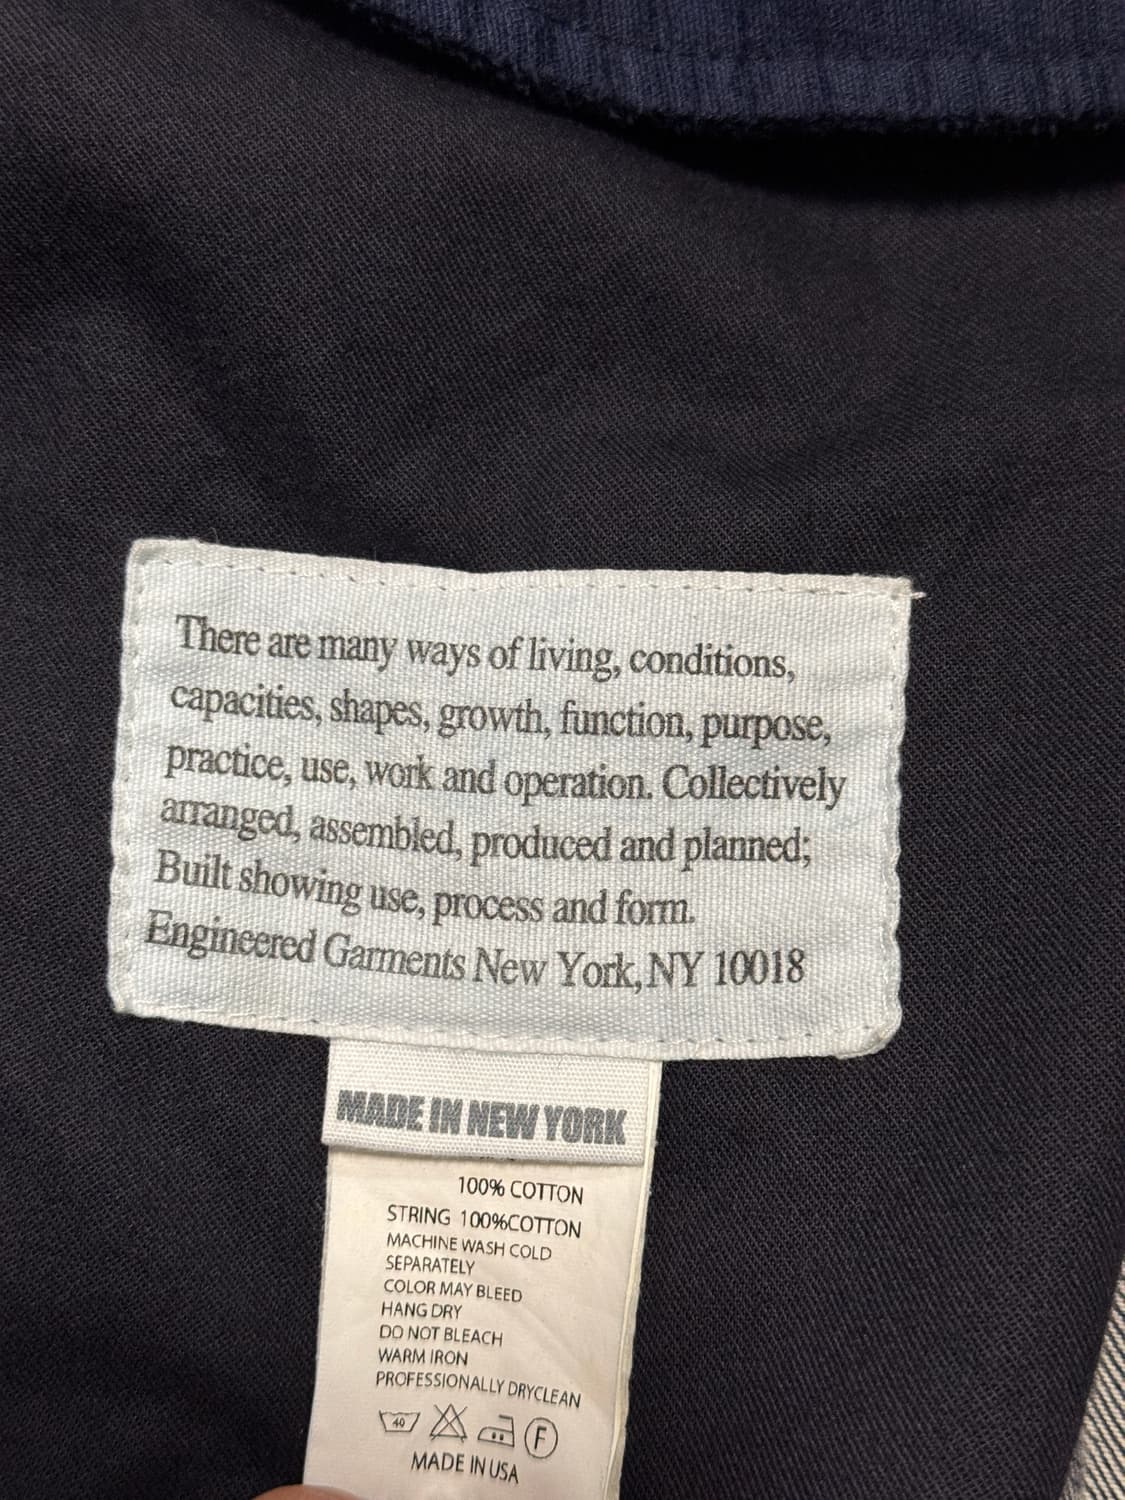 There are many ways of living, conditions,
capacities, shapes, growth, function, purpose,
practice, use, work and operation. Collectively
arranged, assembled, produced and planned;
Built showing use, process and form.
Engineered Garments New York, NY 10018
MADE IN NEW YORK
100% COTTON
STRING 100%COTTON
MACHINE WASH COLD
SEPARATELY
COLOR MAY BLEED
HANG DRY
DO NOT BLEACH
WARM IRON
PROFESSIONALLY DRYCLEAN
40 F
MADE IN USA